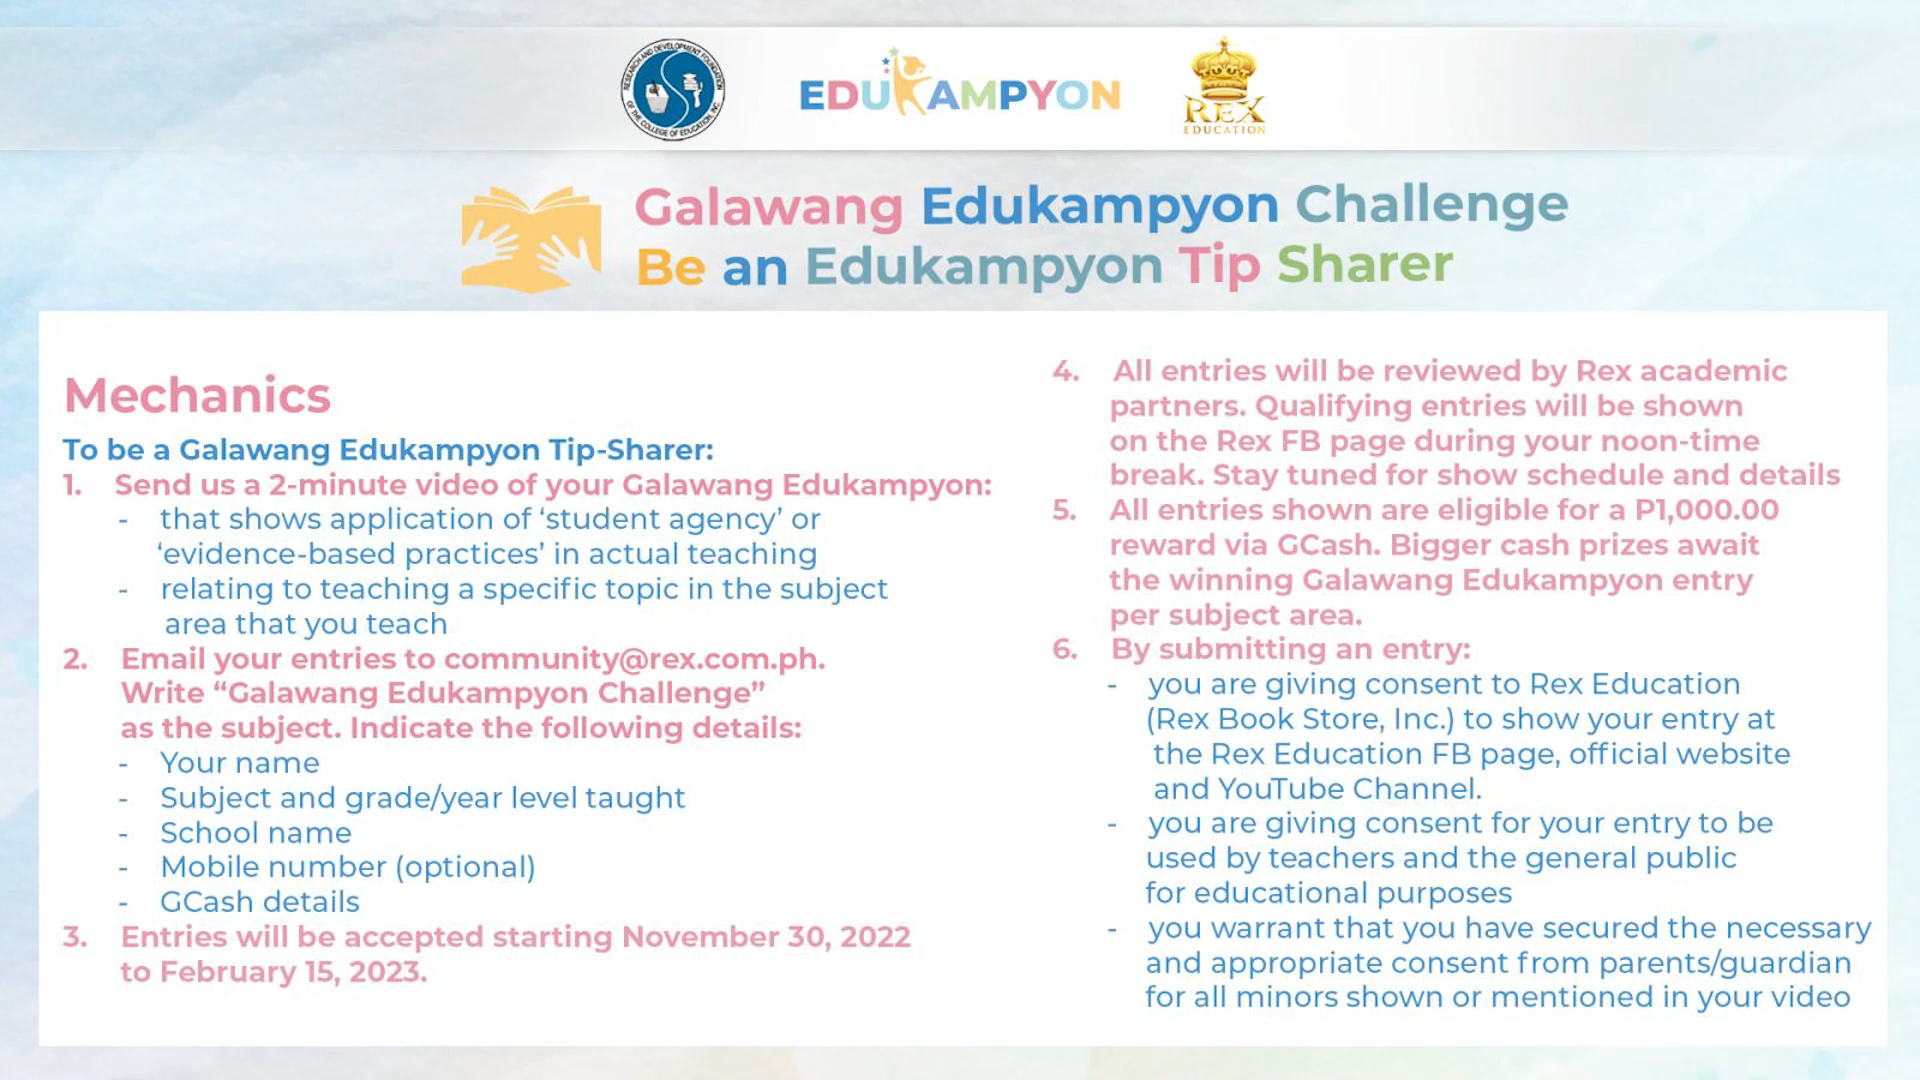 RESEARCH AND DEVELOPMENT FOUNDATION
OF THE COLLEGE OF EDUCATION, INC.
EDUKAMPYON
REX
EDUCATION
Galawang Edukampyon Challenge
Be an Edukampyon Tip Sharer
Mechanics
To be a Galawang Edukampyon Tip-Sharer:
1. Send us a 2-minute video of your Galawang Edukampyon:
- that shows application of ‘student agency’ or
‘evidence-based practices’ in actual teaching
- relating to teaching a specific topic in the subject
area that you teach
2. Email your entries to community@rex.com.ph.
Write “Galawang Edukampyon Challenge”
as the subject. Indicate the following details:
- Your name
- Subject and grade/year level taught
- School name
- Mobile number (optional)
- GCash details
3. Entries will be accepted starting November 30, 2022
to February 15, 2023.
4. All entries will be reviewed by Rex academic
partners. Qualifying entries will be shown
on the Rex FB page during your noon-time
break. Stay tuned for show schedule and details
5. All entries shown are eligible for a P1,000.00
reward via GCash. Bigger cash prizes await
the winning Galawang Edukampyon entry
per subject area.
6. By submitting an entry:
- you are giving consent to Rex Education
(Rex Book Store, Inc.) to show your entry at
the Rex Education FB page, official website
and YouTube Channel.
- you are giving consent for your entry to be
used by teachers and the general public
for educational purposes
- you warrant that you have secured the necessary
and appropriate consent from parents/guardian
for all minors shown or mentioned in your video